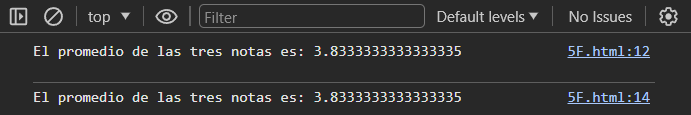 top Filter Default levels No Issues
El promedio de las tres notas es: 3.8333333333333335 5F.html:12
El promedio de las tres notas es: 3.8333333333333335 5F.html:14